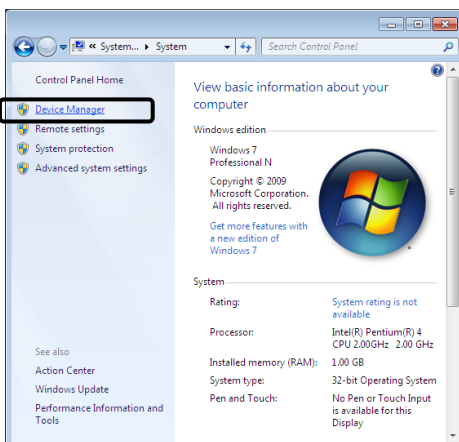 « System... ▸ System
Search Control Panel
Control Panel Home
Device Manager
Remote settings
System protection
Advanced system settings
See also
Action Center
Windows Update
Performance Information and
Tools
View basic information about your
computer
Windows edition
Windows 7
Professional N
Copyright © 2009
Microsoft Corporation.
All rights reserved.
Get more features with
a new edition of
Windows 7
System
Rating: System rating is not
available
Processor: Intel(R) Pentium(R) 4
CPU 2.00GHz 2.00 GHz
Installed memory (RAM): 1.00 GB
System type: 32-bit Operating System
Pen and Touch: No Pen or Touch Input
is available for this
Display